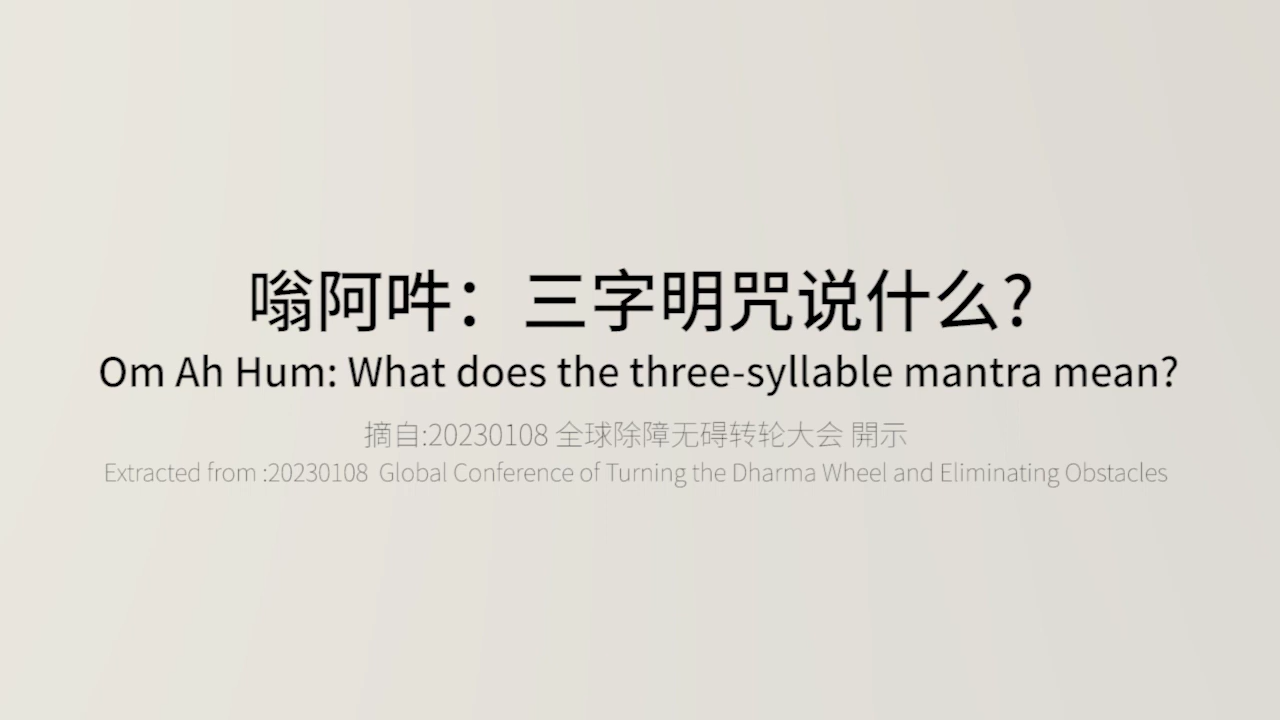 嗡阿吽：三字明咒说什么?
Om Ah Hum: What does the three-syllable mantra mean?
摘自:20230108 全球除障无碍转轮大会 開示
Extracted from :20230108 Global Conference of Turning the Dharma Wheel and Eliminating Obstacles